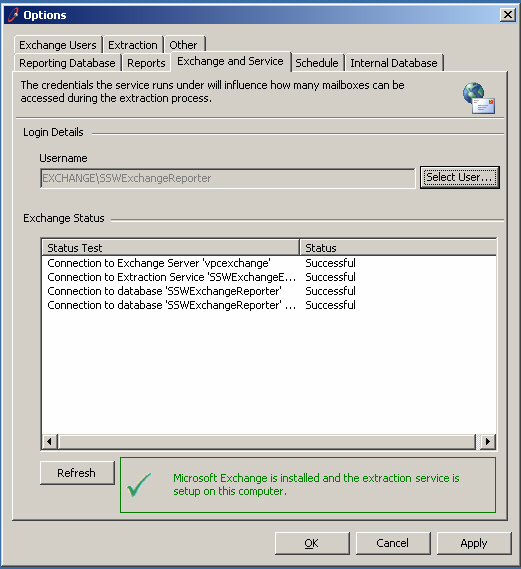 Options
Exchange Users Extraction Other
Reporting Database Reports Exchange and Service Schedule Internal Database
The credentials the service runs under will influence how many mailboxes can be
accessed during the extraction process.
Login Details
Username
EXCHANGE\SSWExchangeReporter Select User...
Exchange Status
Status Test Status
Connection to Exchange Server 'vpcexchange' Successful
Connection to Extraction Service 'SSWExchangeE... Successful
Connection to database 'SSWExchangeReporter' Successful
Connection to database 'SSWExchangeReporter' ... Successful
Refresh
Microsoft Exchange is installed and the extraction service is
setup on this computer.
OK Cancel Apply